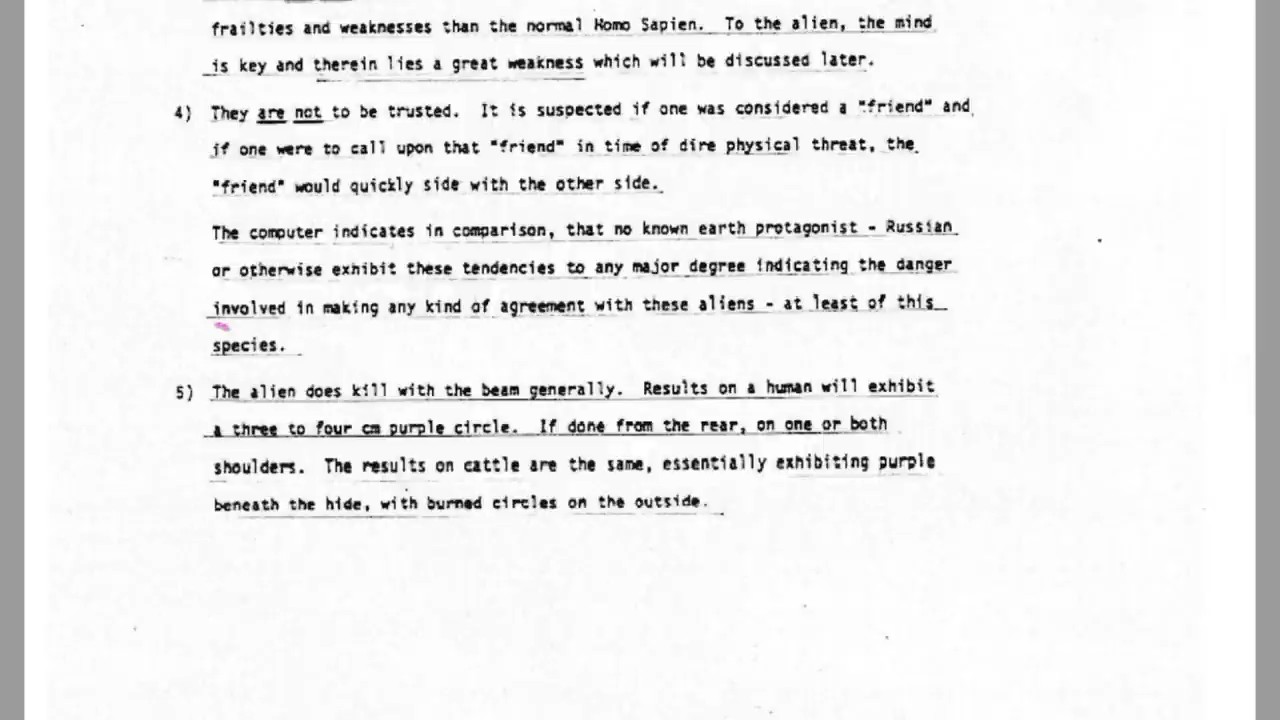 frailties and weaknesses than the normal Homo Sapien. To the alien, the mind
is key and therein lies a great weakness which will be discussed later.
4) They are not to be trusted. It is suspected if one was considered a "friend" and
if one were to call upon that "friend" in time of dire physical threat, the
"friend" would quickly side with the other side.
The computer indicates in comparison, that no known earth protagonist - Russian
or otherwise exhibit these tendencies to any major degree indicating the danger
involved in making any kind of agreement with these aliens - at least of this
species.
5) The alien does kill with the beam generally. Results on a human will exhibit
a three to four cm purple circle. If done from the rear, on one or both
shoulders. The results on cattle are the same, essentially exhibiting purple
beneath the hide, with burned circles on the outside.